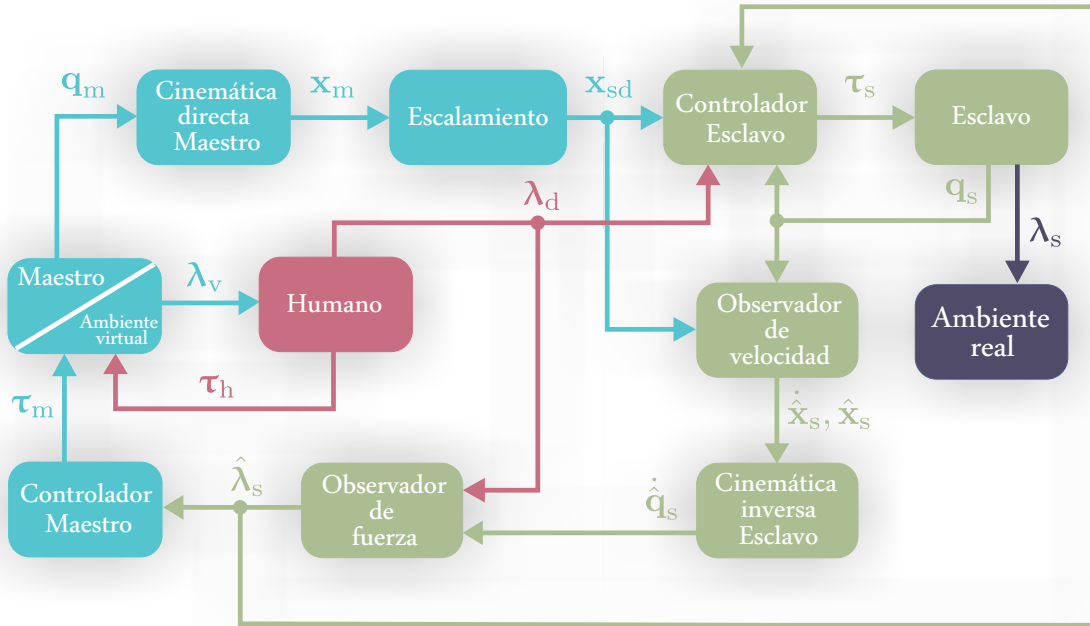 q_m
Cinemática
directa
Maestro
x_m
Escalamiento
x_sd
Controlador
Esclavo
τ_s
Esclavo
q_s
λ_d
λ_s
Maestro
Ambiente
virtual
λ_v
Humano
Observador
de
velocidad
Ambiente
real
τ_h
τ_m
ẋ̂_s, x̂_s
Controlador
Maestro
λ̂_s
Observador
de
fuerza
q̇̂_s
Cinemática
inversa
Esclavo